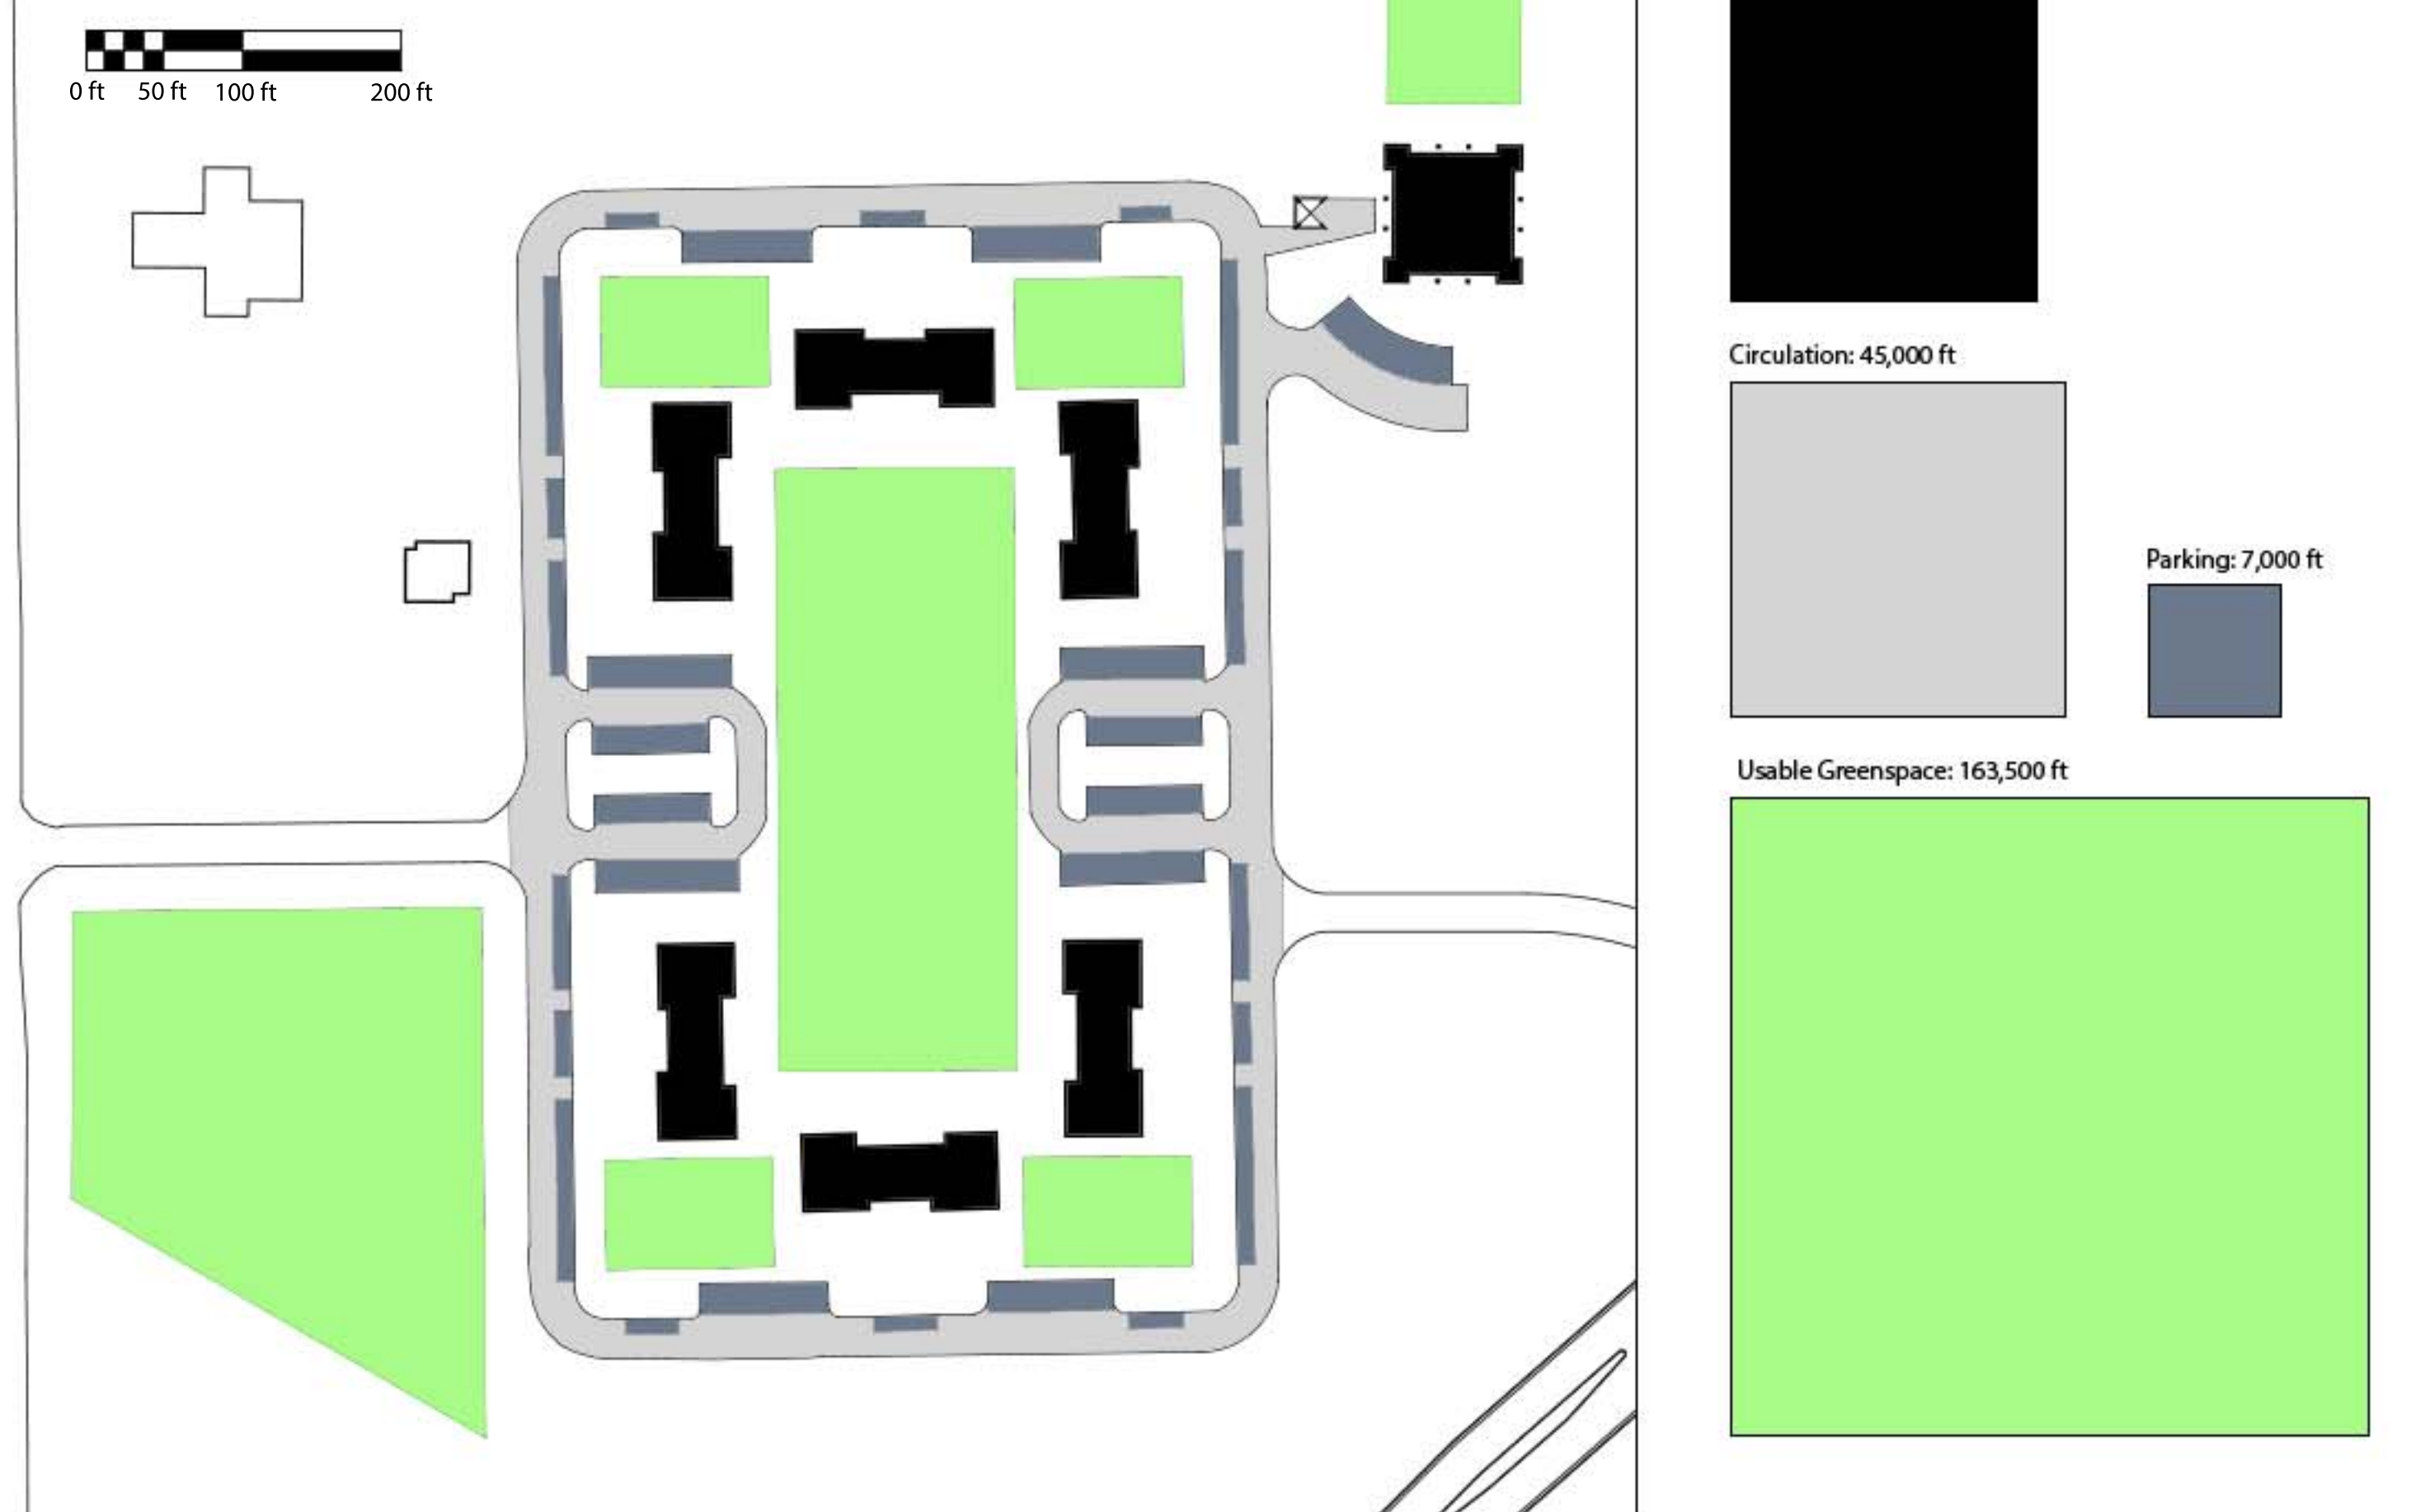 0 ft 50 ft 100 ft 200 ft
Circulation: 45,000 ft
Parking: 7,000 ft
Usable Greenspace: 163,500 ft